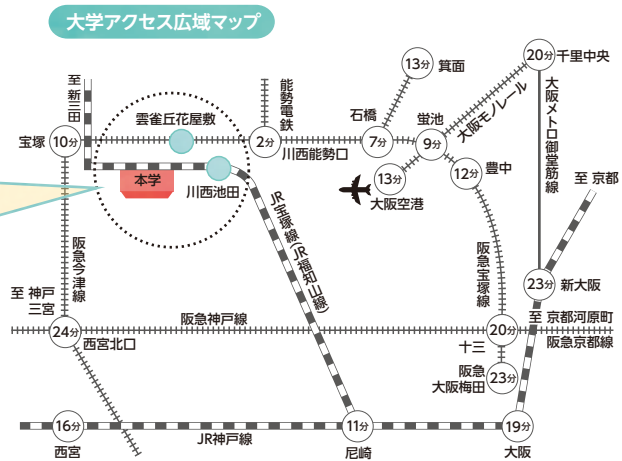 大学アクセス広域マップ
至
新三田
能勢電鉄
13分
箕面
20分
千里中央
雲雀丘花屋敷
石橋
蛍池
大阪モノレール
大阪メトロ御堂筋線
宝塚
10分
2分
川西能勢口
7分
9分
本学
川西池田
13分
大阪空港
12分
豊中
至 京都
阪急今津線
JR宝塚線(JR福知山線)
阪急宝塚線
23分
新大阪
至 神戸
三宮
阪急神戸線
至 京都河原町
24分
西宮北口
20分
十三
阪急京都線
阪急
大阪梅田
23分
16分
西宮
JR神戸線
11分
尼崎
19分
大阪